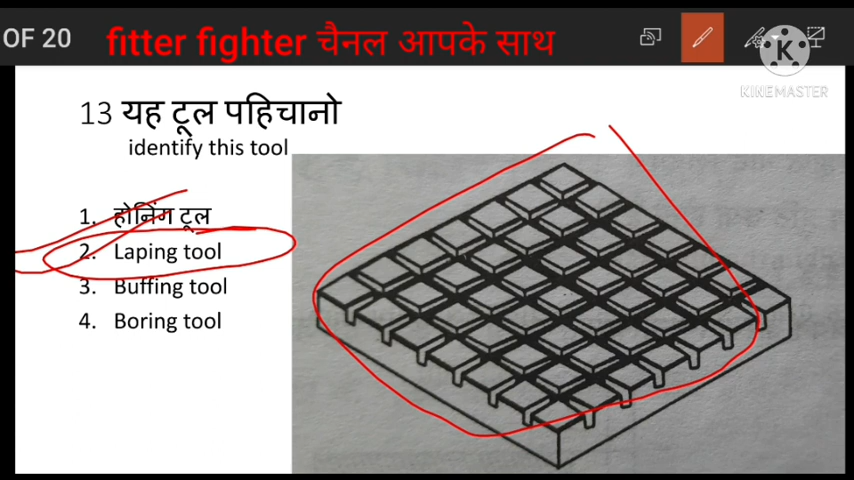 OF 20
fitter fighter चैनल आपके साथ
K
KINEMASTER
13 यह टूल पहिचानो
identify this tool
1. होनिंग टूल
2. Laping tool
3. Buffing tool
4. Boring tool